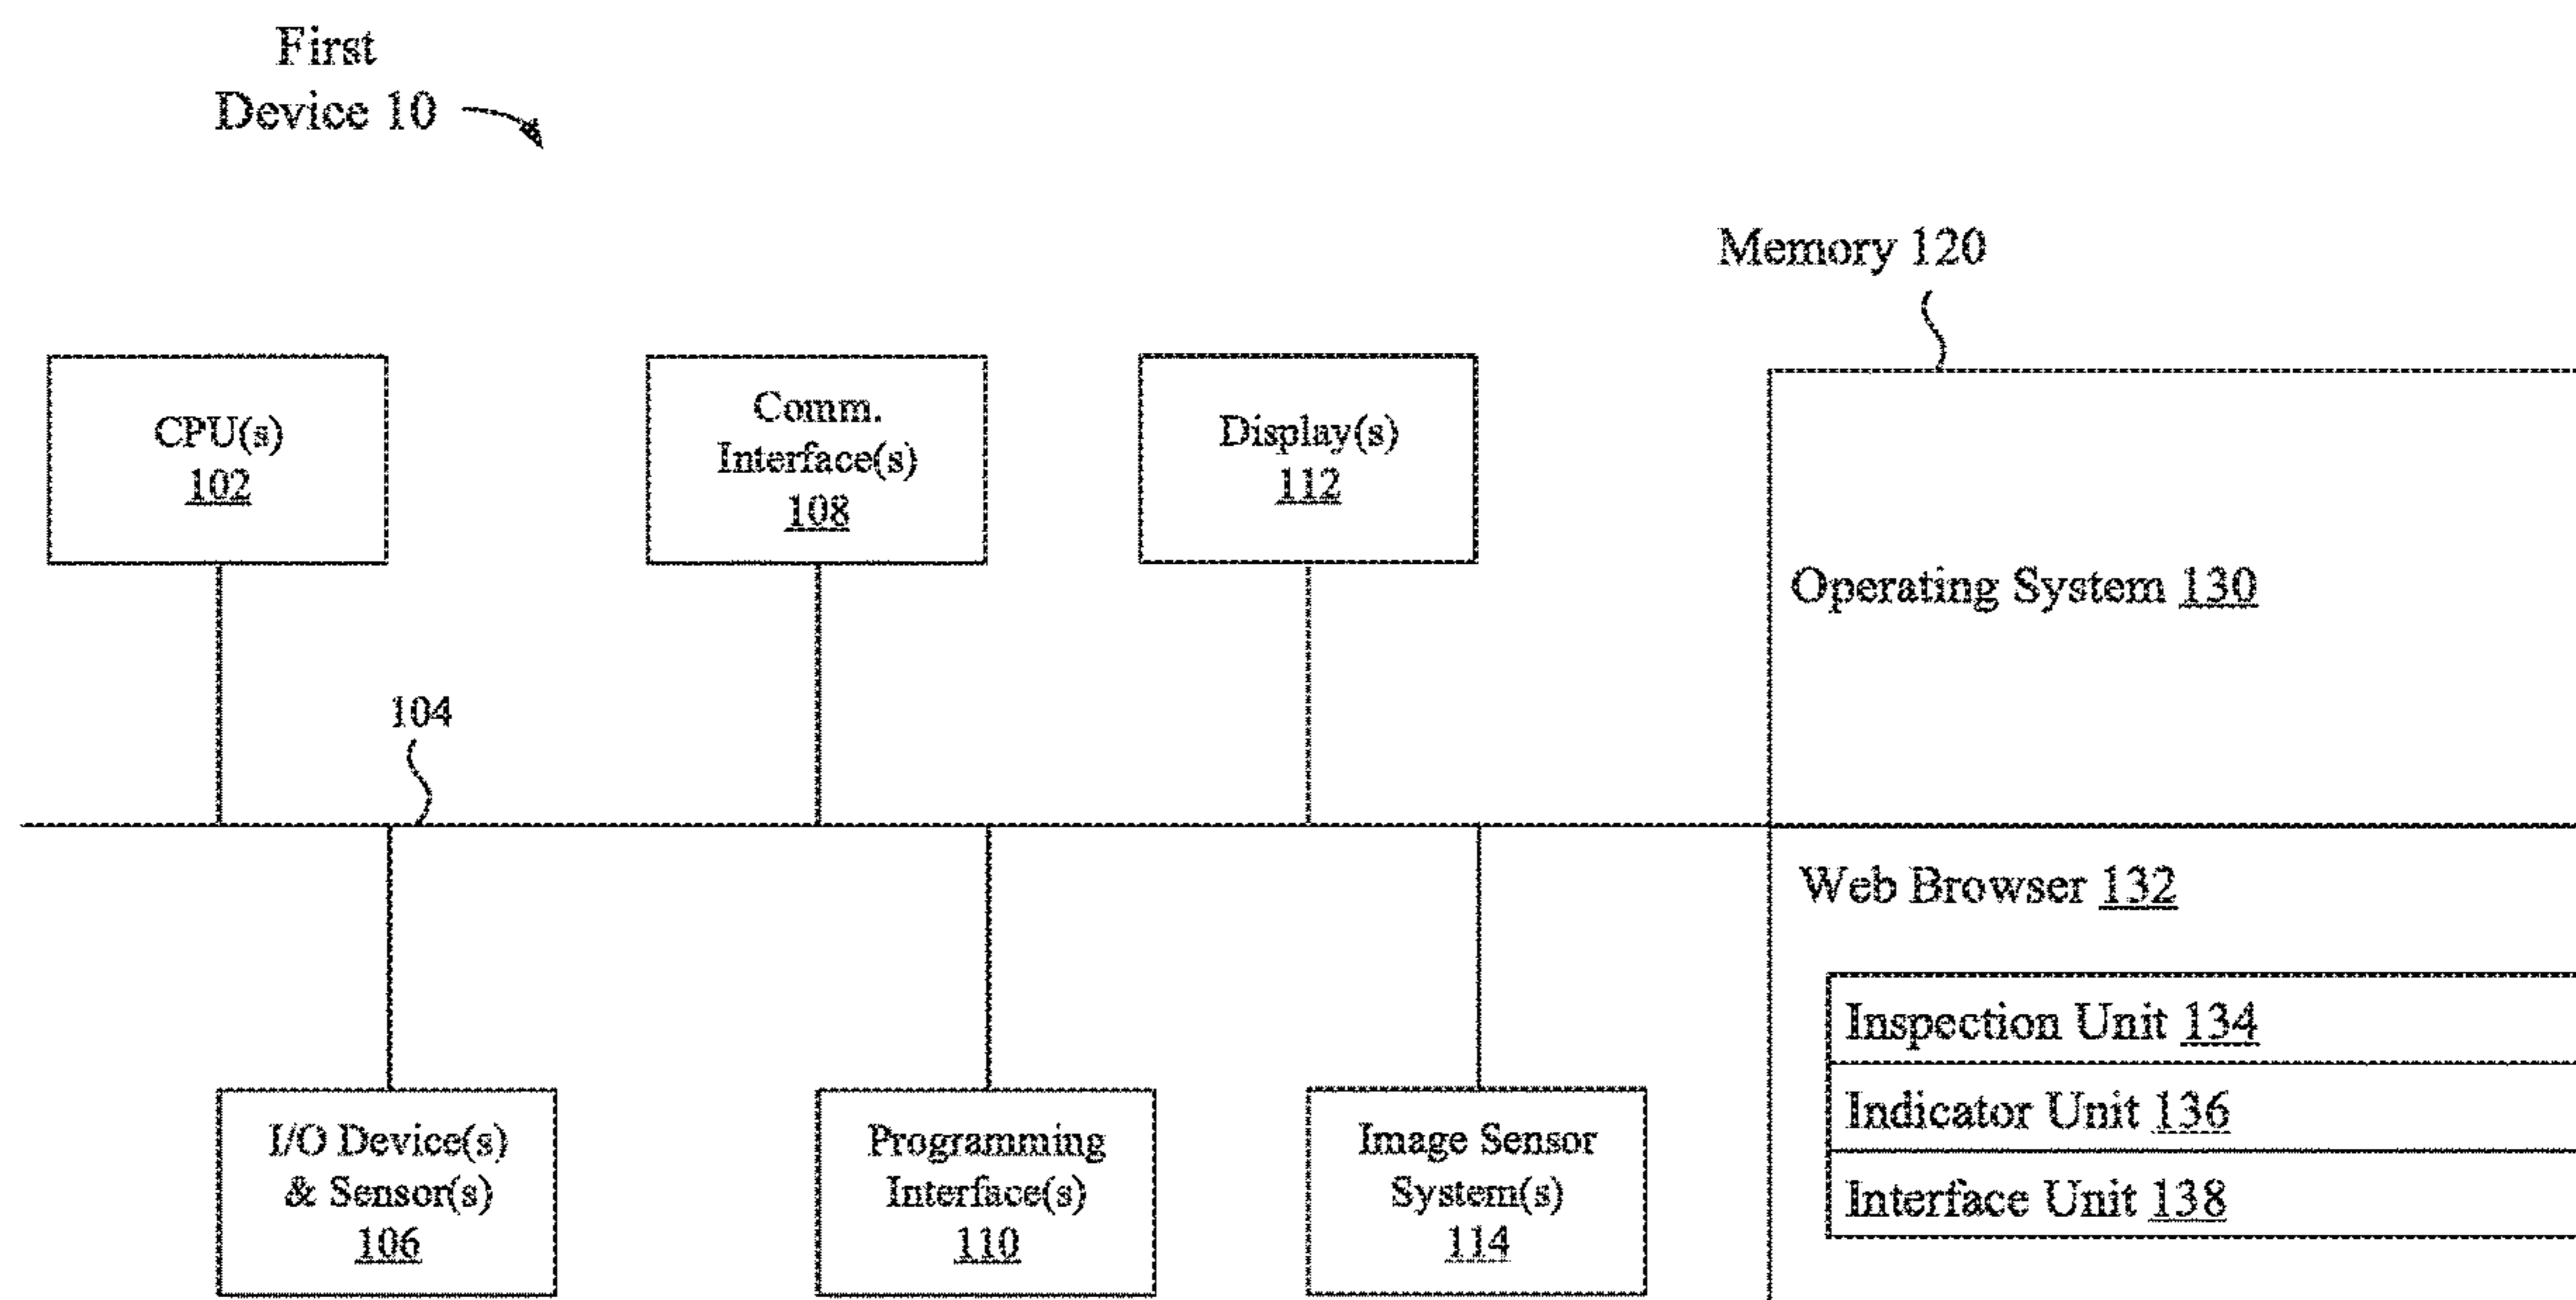 First
Device 10
Memory 120
CPU(s)
102
Comm.
Interface(s)
108
Display(s)
112
Operating System 130
104
Web Browser 132
Inspection Unit 134
Indicator Unit 136
Interface Unit 138
I/O Device(s)
& Sensor(s)
106
Programming
Interface(s)
110
Image Sensor
System(s)
114